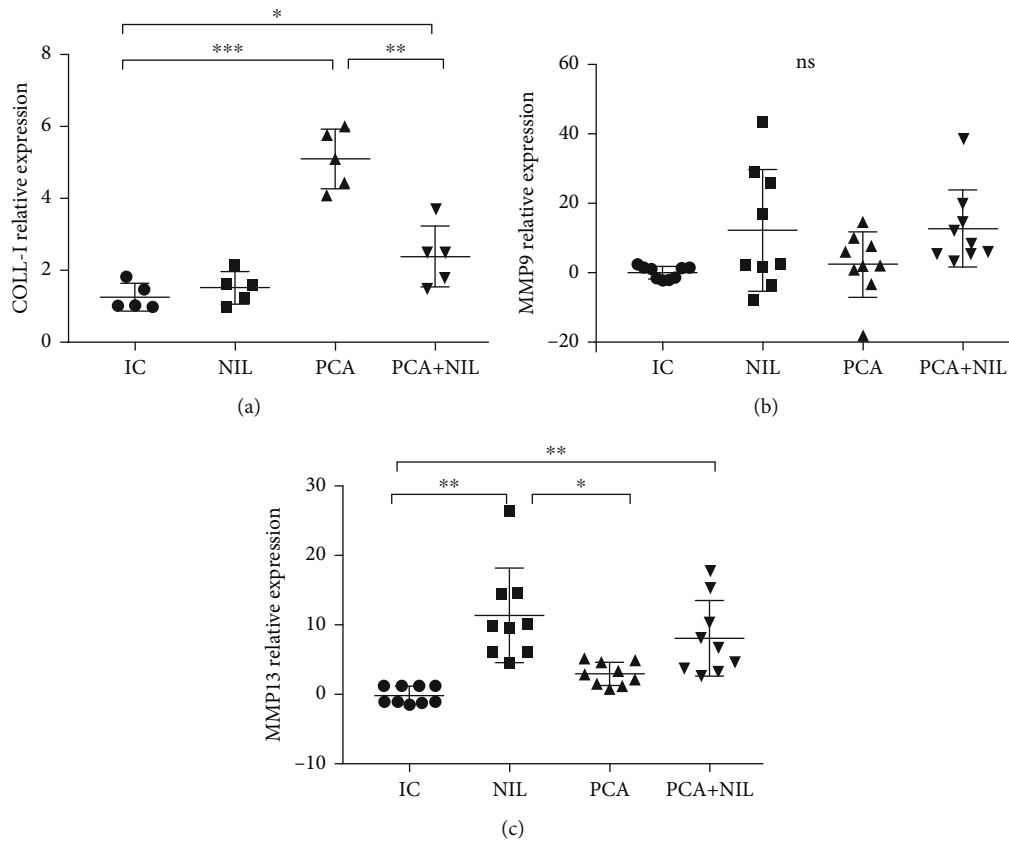 *
***
**
8
6
4
2
0
COLL-I relative expression
IC NIL PCA PCA+NIL
(a)
ns
60
40
20
0
−20
MMP9 relative expression
IC NIL PCA PCA+NIL
(b)
**
**
*
30
20
10
0
−10
MMP13 relative expression
IC NIL PCA PCA+NIL
(c)